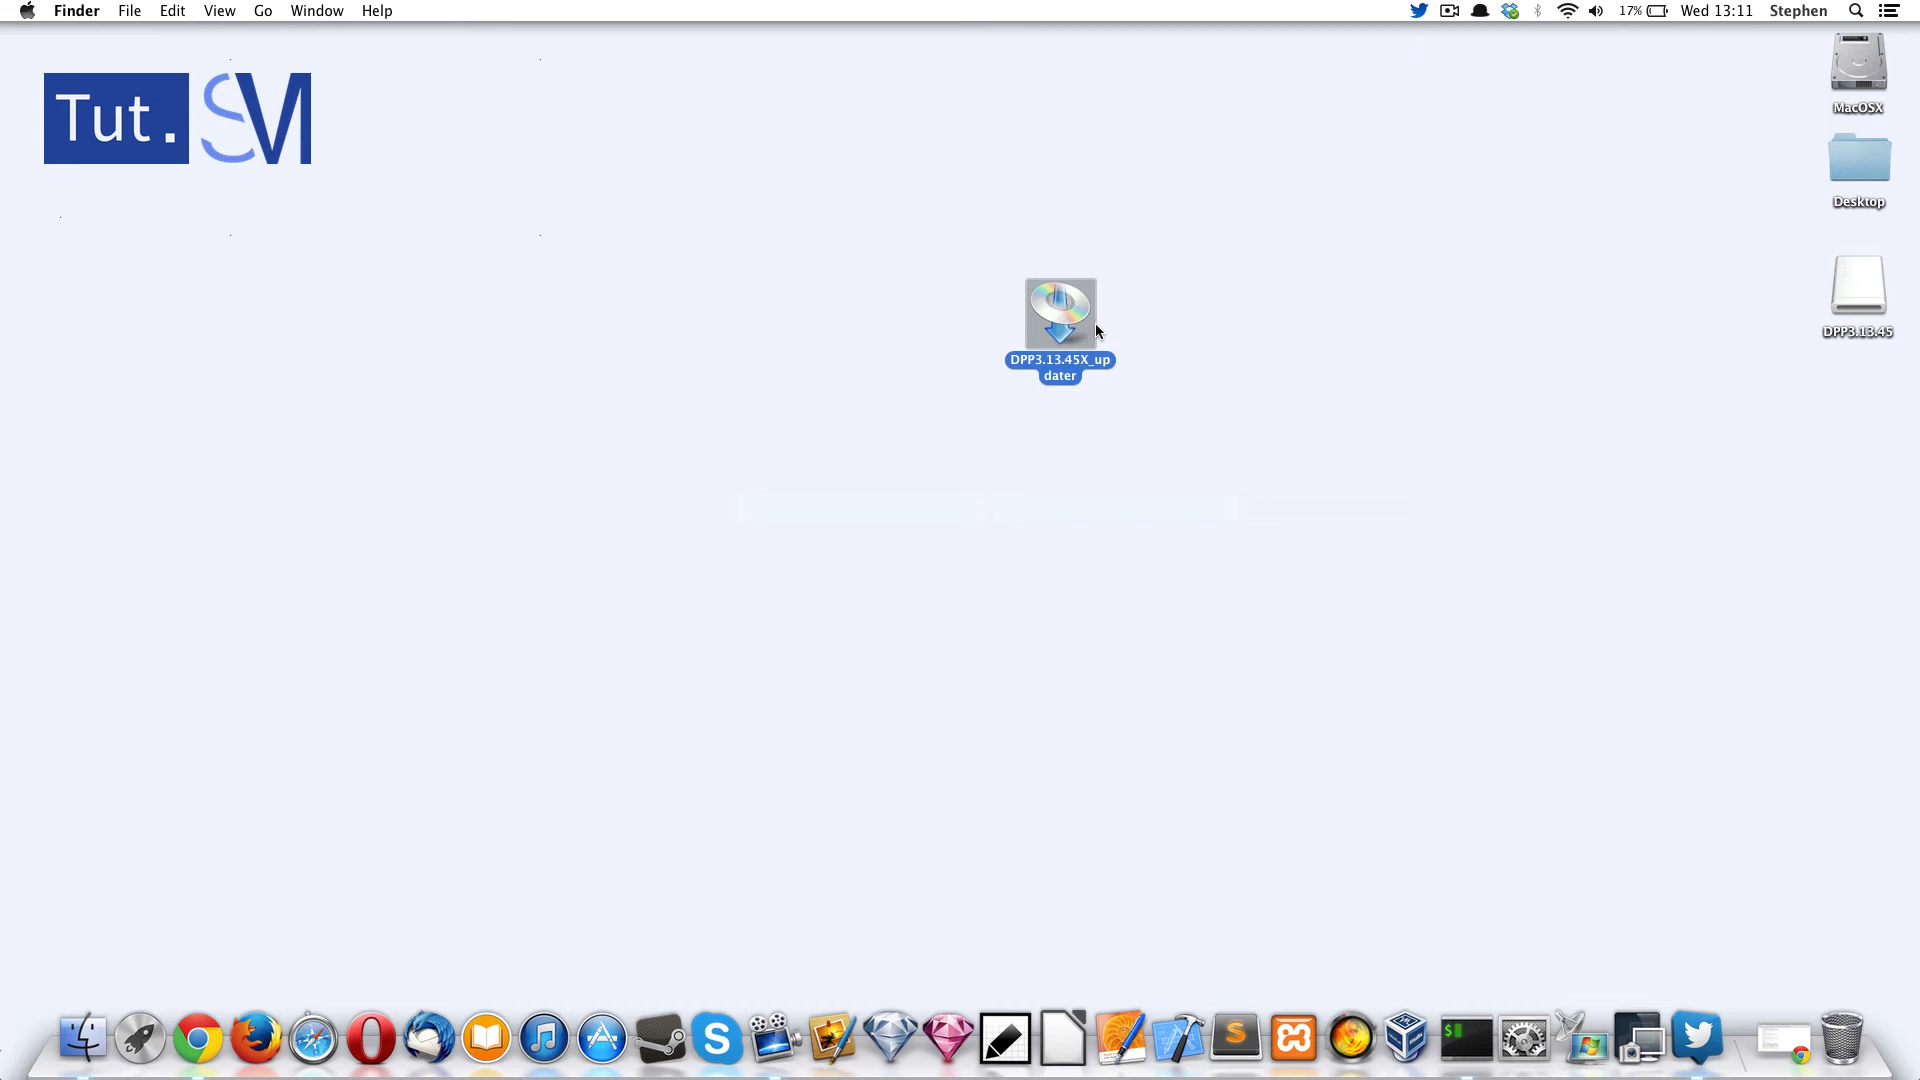 Finder File Edit View Go Window Help 17% Wed 13:11 Stephen
Tut. SM
MacOSX
Desktop
DPP3.13.45X_up
dater
DPP3.13.45